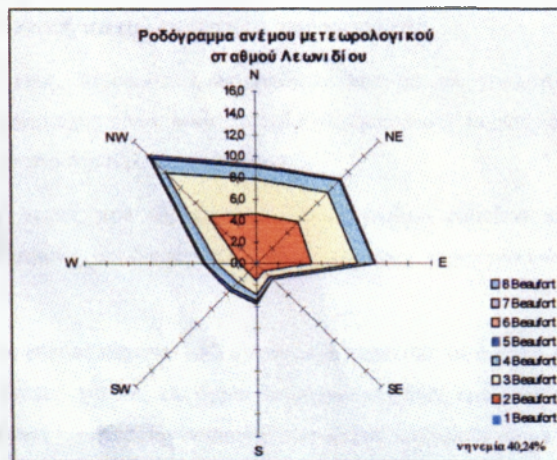 Ροδόγραμμα ανέμου μετεωρολογικού
σταθμού Λεωνιδίου
N
16,0
14,0
12,0
10,0
8,0
6,0
4,0
2,0
0,0
NW
NE
W
E
SW
SE
S
8 Beaufort
7 Beaufort
6 Beaufort
5 Beaufort
4 Beaufort
3 Beaufort
2 Beaufort
1 Beaufort
νηνεμία 40,24%